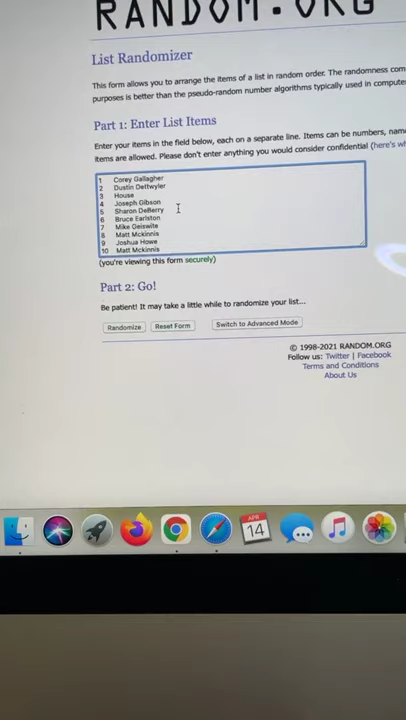 RANDOM.ORG
List Randomizer
This form allows you to arrange the items of a list in random order. The randomness com
purposes is better than the pseudo-random number algorithms typically used in compute
Part 1: Enter List Items
Enter your items in the field below, each on a separate line. Items can be numbers, nam
items are allowed. Please don't enter anything you would consider confidential (here's wh
1 Corey Gallagher
2 Dustin Dettwyler
3 House
4 Joseph Gibson
5 Sharon DeBerry
6 Bruce Earlston
7 Mike Geiswite
8 Matt Mckinnis
9 Joshua Howe
10 Matt Mckinnis
(you're viewing this form securely)
Part 2: Go!
Be patient! It may take a little while to randomize your list...
Randomize Reset Form Switch to Advanced Mode
© 1998-2021 RANDOM.ORG
Follow us: Twitter | Facebook
Terms and Conditions
About Us
APR
14